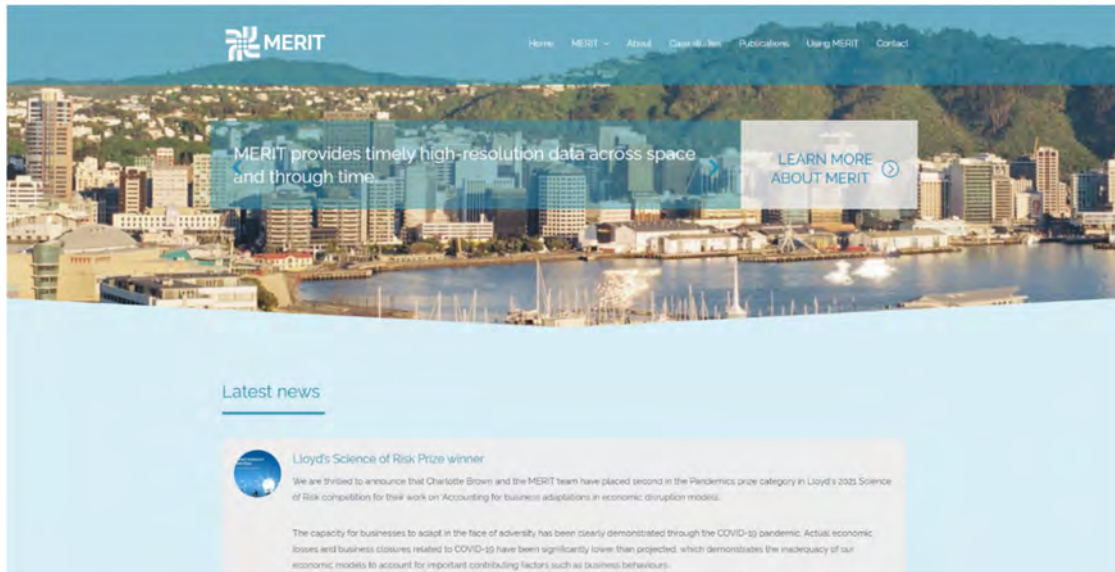 MERIT
Home MERIT About Case studies Publications Using MERIT Contact
MERIT provides timely high-resolution data across space
and through time.
LEARN MORE
ABOUT MERIT
Latest news
Lloyd's Science of Risk Prize winner
We are thrilled to announce that Charlotte Brown and the MERIT team have placed second in the Pandemics prize category in Lloyd's 2021 Science
of Risk competition for their work on 'Accounting for business adaptations in economic disruption models.
The capacity for businesses to adapt in the face of adversity has been clearly demonstrated through the COVID-19 pandemic. Actual economic
losses and business closures related to COVID-19 have been significantly lower than projected, which demonstrates the inadequacy of our
economic models to account for important contributing factors such as business behaviours.